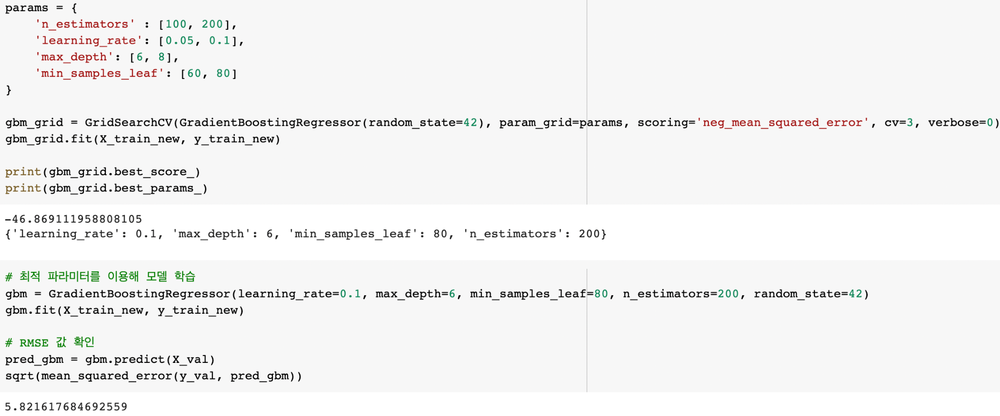 params = {
    'n_estimators' : [100, 200],
    'learning_rate': [0.05, 0.1],
    'max_depth': [6, 8],
    'min_samples_leaf': [60, 80]
}
gbm_grid = GridSearchCV(GradientBoostingRegressor(random_state=42), param_grid=params, scoring='neg_mean_squared_error', cv=3, verbose=0)
gbm_grid.fit(X_train_new, y_train_new)
print(gbm_grid.best_score_)
print(gbm_grid.best_params_)
-46.869111958808105
{'learning_rate': 0.1, 'max_depth': 6, 'min_samples_leaf': 80, 'n_estimators': 200}
# 최적 파라미터를 이용해 모델 학습
gbm = GradientBoostingRegressor(learning_rate=0.1, max_depth=6, min_samples_leaf=80, n_estimators=200, random_state=42)
gbm.fit(X_train_new, y_train_new)
# RMSE 값 확인
pred_gbm = gbm.predict(X_val)
sqrt(mean_squared_error(y_val, pred_gbm))
5.821617684692559